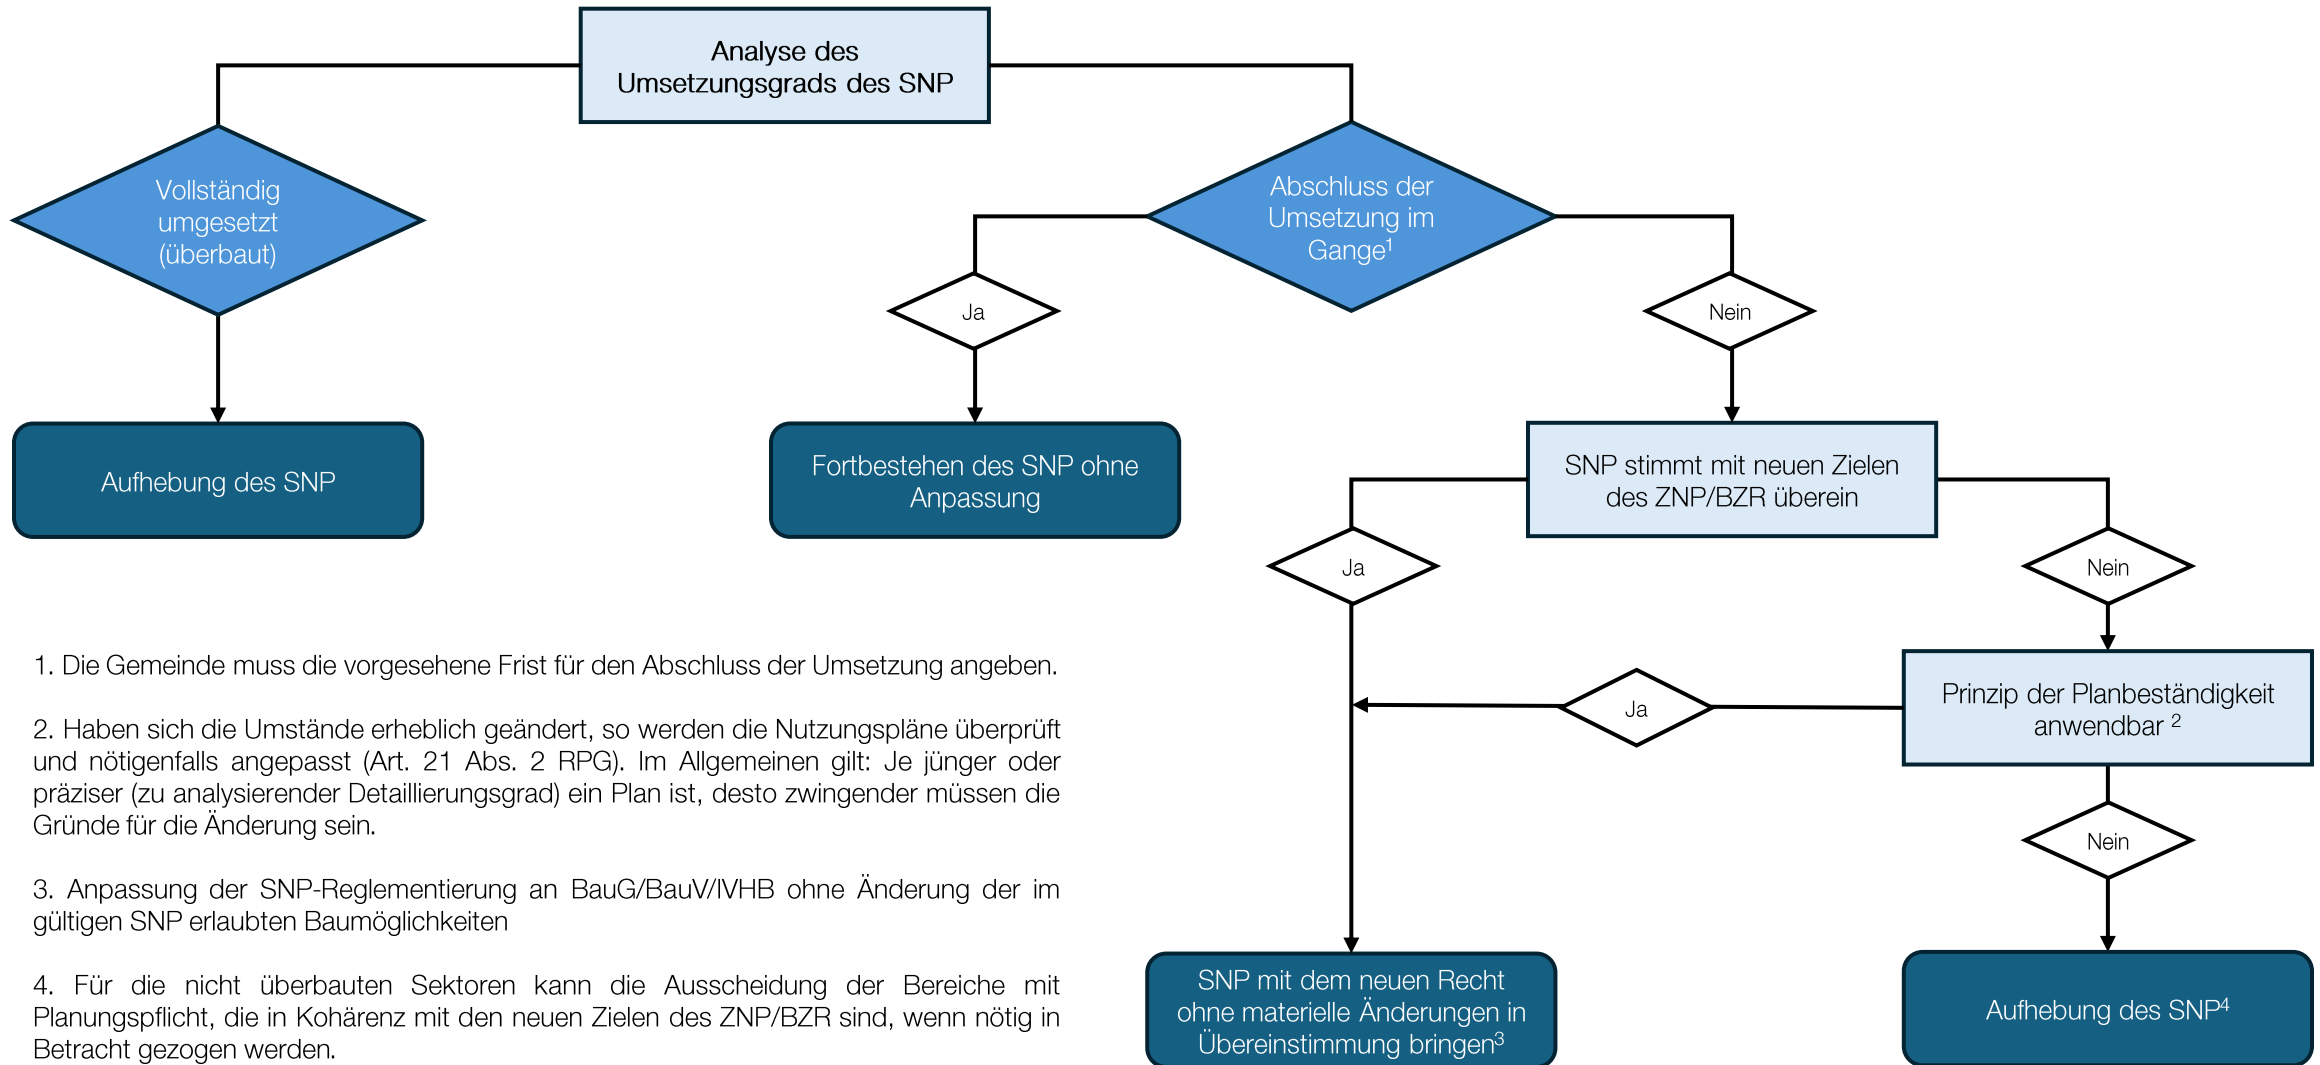 Analyse des
Umsetzungsgrads des SNP
Vollständig
umgesetzt
(überbaut)
Abschluss der
Umsetzung im
Gange¹
Ja
Nein
Aufhebung des SNP
Fortbestehen des SNP ohne
Anpassung
SNP stimmt mit neuen Zielen
des ZNP/BZR überein
Ja
Nein
Prinzip der Planbeständigkeit
anwendbar ²
Ja
Nein
SNP mit dem neuen Recht
ohne materielle Änderungen in
Übereinstimmung bringen³
Aufhebung des SNP⁴
1. Die Gemeinde muss die vorgesehene Frist für den Abschluss der Umsetzung angeben.
2. Haben sich die Umstände erheblich geändert, so werden die Nutzungspläne überprüft
und nötigenfalls angepasst (Art. 21 Abs. 2 RPG). Im Allgemeinen gilt: Je jünger oder
präziser (zu analysierender Detaillierungsgrad) ein Plan ist, desto zwingender müssen die
Gründe für die Änderung sein.
3. Anpassung der SNP-Reglementierung an BauG/BauV/IVHB ohne Änderung der im
gültigen SNP erlaubten Baumöglichkeiten
4. Für die nicht überbauten Sektoren kann die Ausscheidung der Bereiche mit
Planungspflicht, die in Kohärenz mit den neuen Zielen des ZNP/BZR sind, wenn nötig in
Betracht gezogen werden.